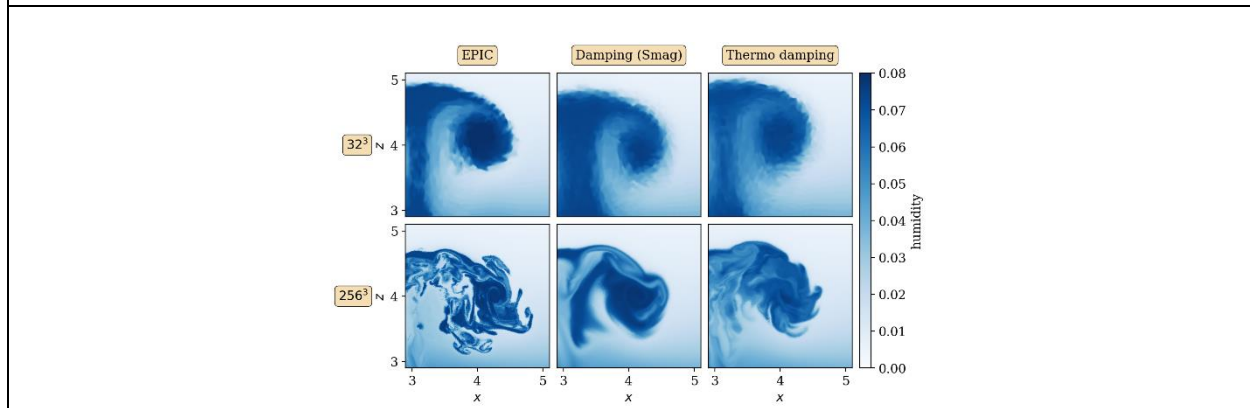 EPIC Damping (Smag) Thermo damping
32³ z 5 4 3
256³ z 5 4 3
3 4 5 3 4 5 3 4 5
x x x
0.08
0.07
0.06
0.05
0.04
0.03
0.02
0.01
0.00
humidity